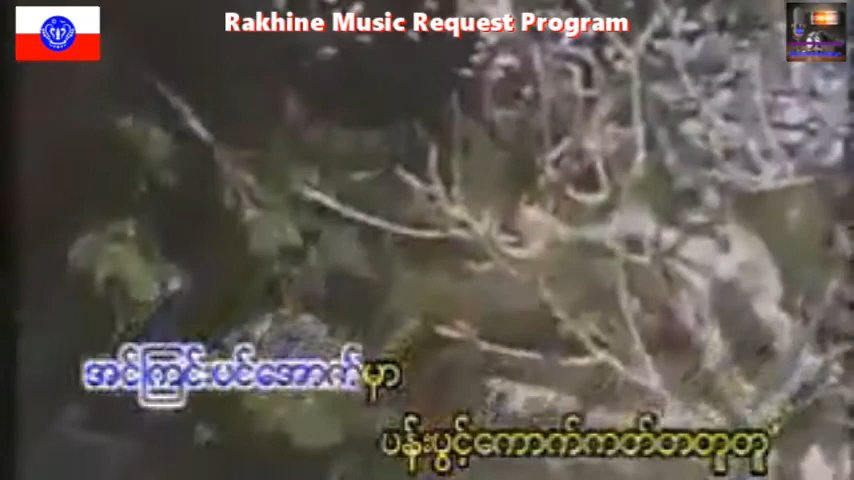 Rakhine Music Request Program
အင်ကြင်းပင်အောက်မှာ
ပန်းပွင့်ကောက်ကတ်တတူတူ